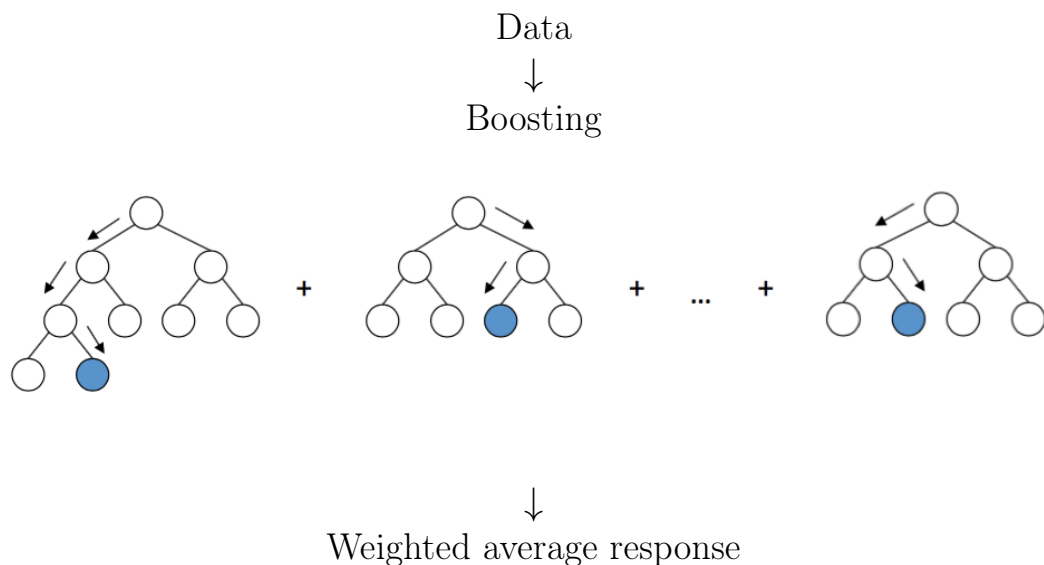 Data
↓
Boosting
+ + ... +
↓
Weighted average response